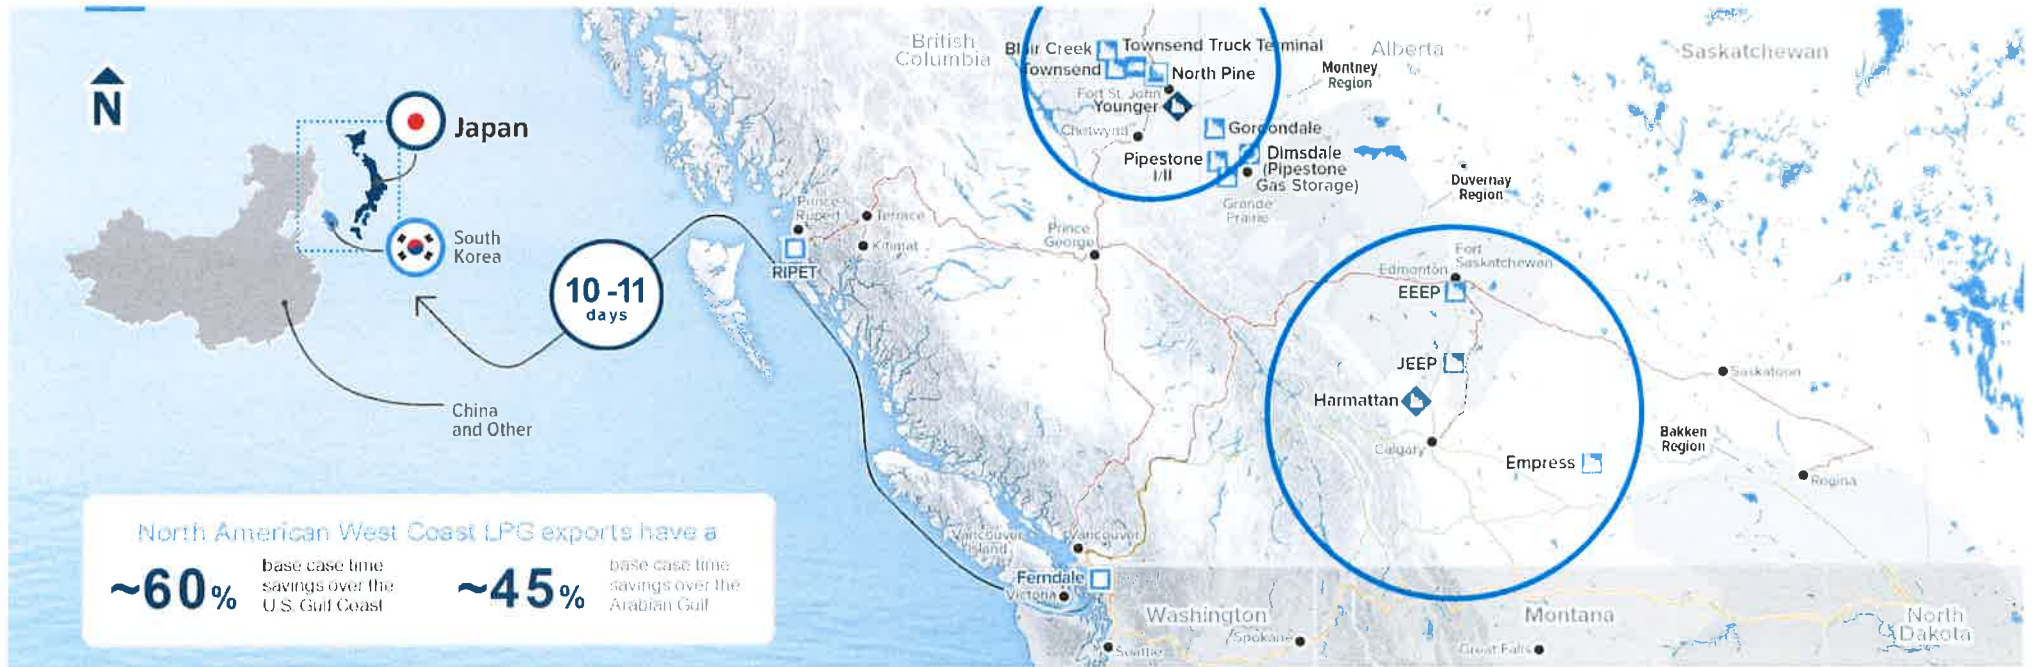 N
Japan
South
Korea
China
and Other
10 -11
days
North American West Coast LPG exports have a
~60%
base case time
savings over the
U.S. Gulf Coast
~45%
base case time
savings over the
Arabian Gulf
British
Columbia
Alberta
Saskatchewan
Blair Creek
Townsend Truck Terminal
Townsend
North Pine
Montney
Region
Fort St. John
Younger
Chetwynd
Gordondale
Pipestone
I/II
Dimsdale
(Pipestone
Gas Storage)
Grande
Prairie
Duvernay
Region
Prince
Rupert
Terrace
Kitimat
RIPET
Prince
George
Fort
Saskatchewan
Edmonton
EEEP
JEEP
Harmattan
Calgary
Empress
Saskatoon
Bakken
Region
Regina
Vancouver
Island
Vancouver
Ferndale
Victoria
Washington
Spokane
Seattle
Montana
Great Falls
North
Dakota